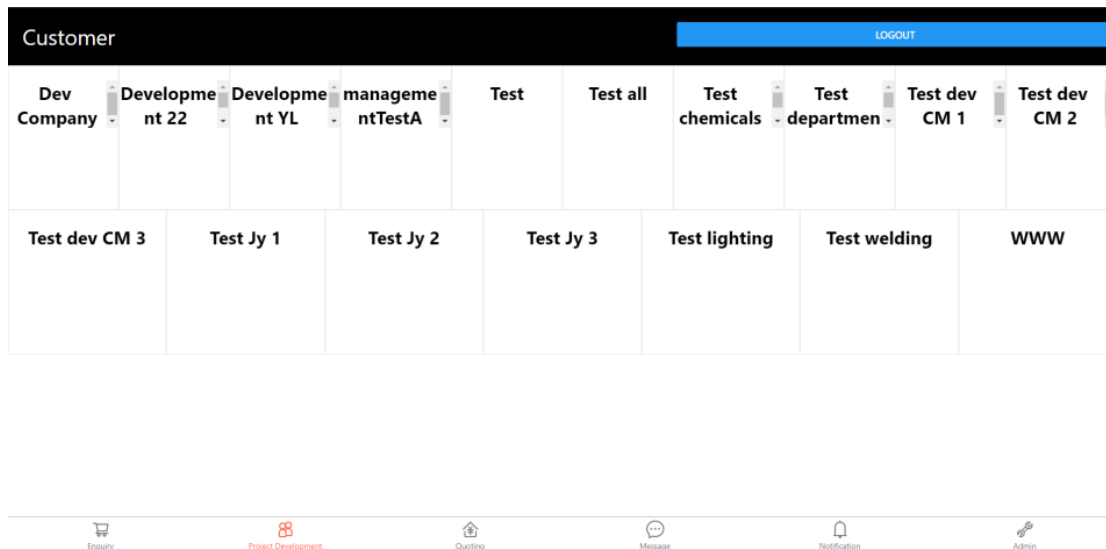 Customer
LOGOUT
Dev
Company
Developme
nt 22
Developme
nt YL
manageme
ntTestA
Test
Test all
Test
chemicals
Test
departmen
Test dev
CM 1
Test dev
CM 2
Test dev CM 3
Test Jy 1
Test Jy 2
Test Jy 3
Test lighting
Test welding
WWW
Enquiry
Project Development
Quoting
Message
Notification
Admin